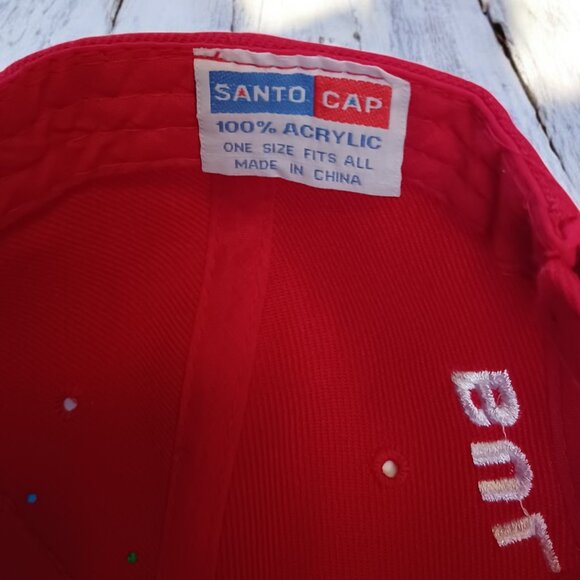 SANTO CAP
100% ACRYLIC
ONE SIZE FITS ALL
MADE IN CHINA